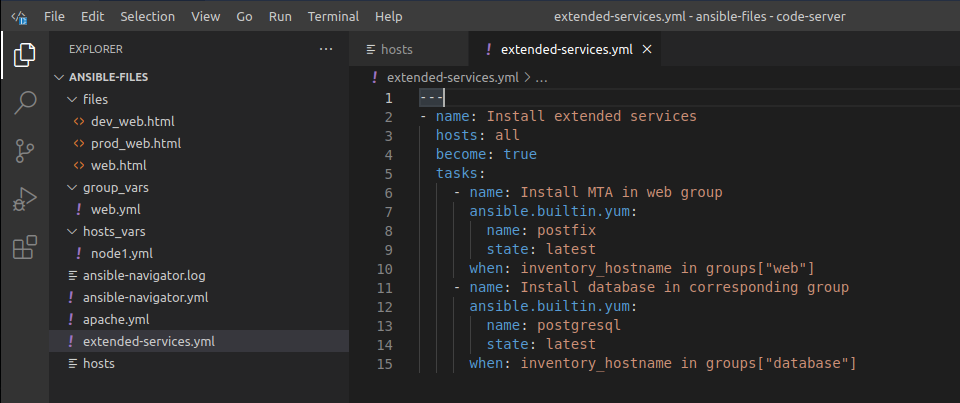 File Edit Selection View Go Run Terminal Help extended-services.yml - ansible-files - code-server
EXPLORER ···
ANSIBLE-FILES
files
dev_web.html
prod_web.html
web.html
group_vars
web.yml
hosts_vars
node1.yml
ansible-navigator.log
ansible-navigator.yml
apache.yml
extended-services.yml
hosts
hosts ! extended-services.yml ×
! extended-services.yml > ...
1 ---
2 - name: Install extended services
3   hosts: all
4   become: true
5   tasks:
6     - name: Install MTA in web group
7       ansible.builtin.yum:
8         name: postfix
9         state: latest
10       when: inventory_hostname in groups["web"]
11     - name: Install database in corresponding group
12       ansible.builtin.yum:
13         name: postgresql
14         state: latest
15       when: inventory_hostname in groups["database"]